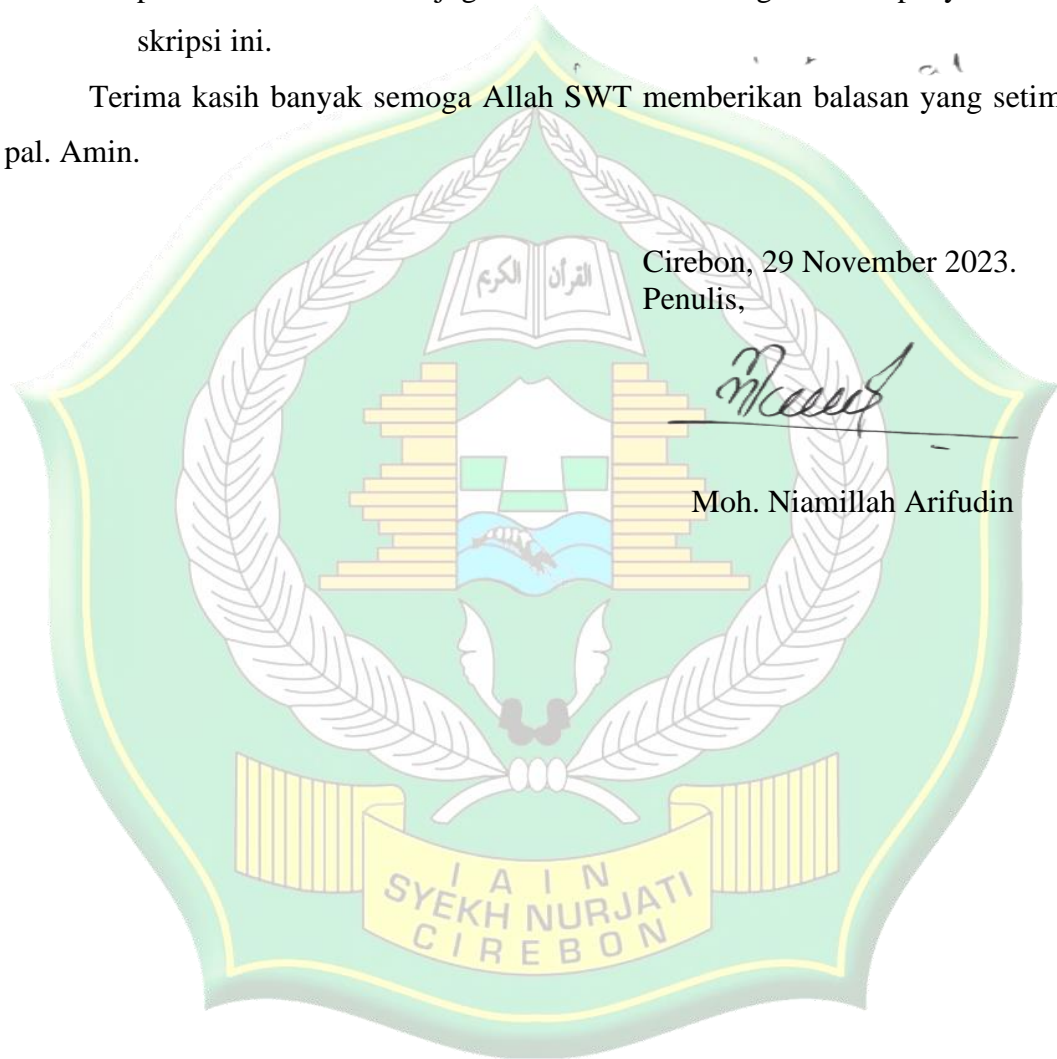 skripsi ini.
Terima kasih banyak semoga Allah SWT memberikan balasan yang setim
pal. Amin.
القرآن الكريم
Cirebon, 29 November 2023.
Penulis,
Moh. Niamillah Arifudin
IAIN
SYEKH NURJATI
CIREBON